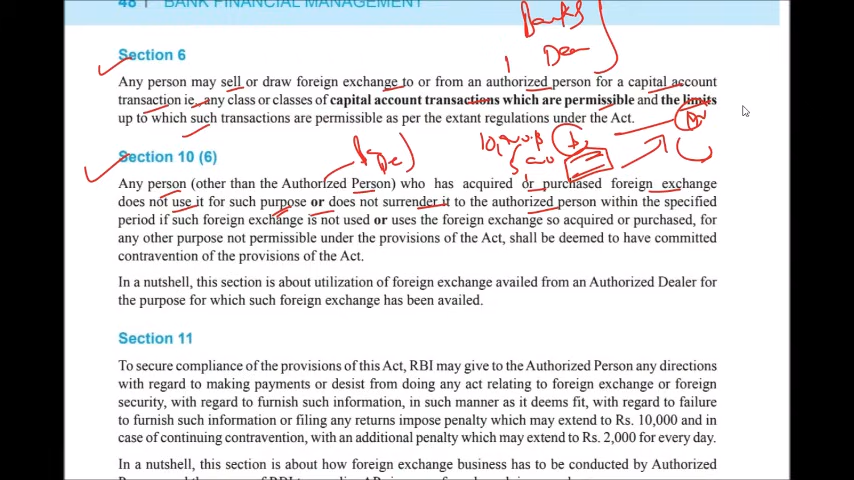 48 | BANK FINANCIAL MANAGEMENT
Banks
Dea
Section 6
Any person may sell or draw foreign exchange to or from an authorized person for a capital account
transaction ie., any class or classes of capital account transactions which are permissible and the limits
up to which such transactions are permissible as per the extant regulations under the Act.
Section 10 (6)
Any person (other than the Authorized Person) who has acquired or purchased foreign exchange
does not use it for such purpose or does not surrender it to the authorized person within the specified
period if such foreign exchange is not used or uses the foreign exchange so acquired or purchased, for
any other purpose not permissible under the provisions of the Act, shall be deemed to have committed
contravention of the provisions of the Act.
In a nutshell, this section is about utilization of foreign exchange availed from an Authorized Dealer for
the purpose for which such foreign exchange has been availed.
Section 11
To secure compliance of the provisions of this Act, RBI may give to the Authorized Person any directions
with regard to making payments or desist from doing any act relating to foreign exchange or foreign
security, with regard to furnish such information, in such manner as it deems fit, with regard to failure
to furnish such information or filing any returns impose penalty which may extend to Rs. 10,000 and in
case of continuing contravention, with an additional penalty which may extend to Rs. 2,000 for every day.
In a nutshell, this section is about how foreign exchange business has to be conducted by Authorized